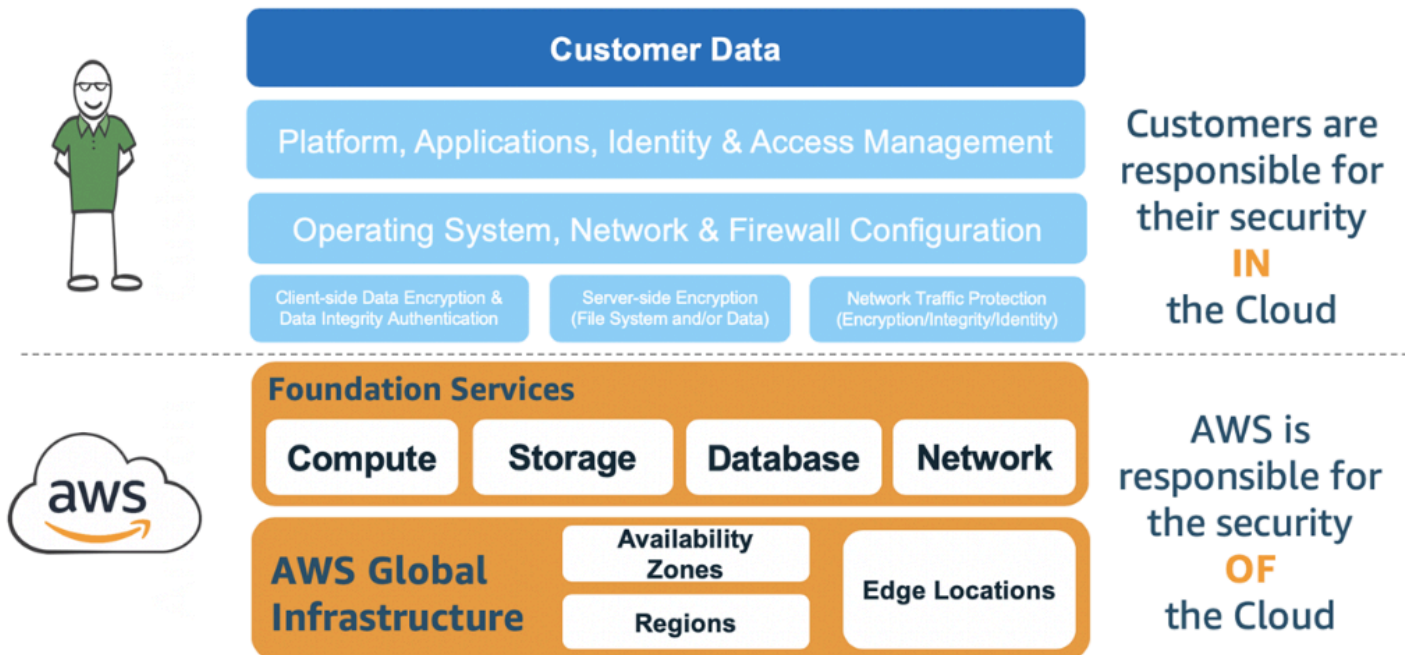 Customer Data
Platform, Applications, Identity & Access Management
Operating System, Network & Firewall Configuration
Client-side Data Encryption &
Data Integrity Authentication
Server-side Encryption
(File System and/or Data)
Network Traffic Protection
(Encryption/Integrity/Identity)
Customers are
responsible for
their security
IN
the Cloud
aws
Foundation Services
Compute
Storage
Database
Network
AWS Global
Infrastructure
Availability
Zones
Regions
Edge Locations
AWS is
responsible for
the security
OF
the Cloud